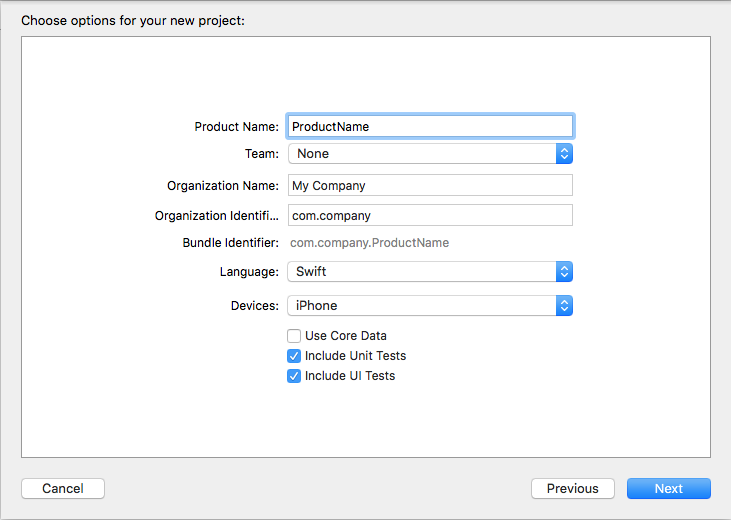 Choose options for your new project:
Product Name: ProductName
Team: None
Organization Name: My Company
Organization Identifi... com.company
Bundle Identifier: com.company.ProductName
Language: Swift
Devices: iPhone
Use Core Data
Include Unit Tests
Include UI Tests
Cancel Previous Next